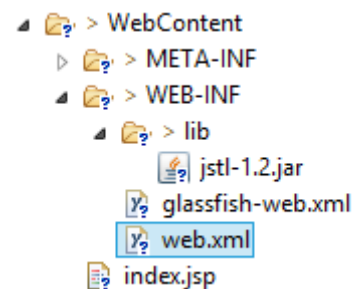 > WebContent
> META-INF
> WEB-INF
> lib
jstl-1.2.jar
glassfish-web.xml
web.xml
index.jsp